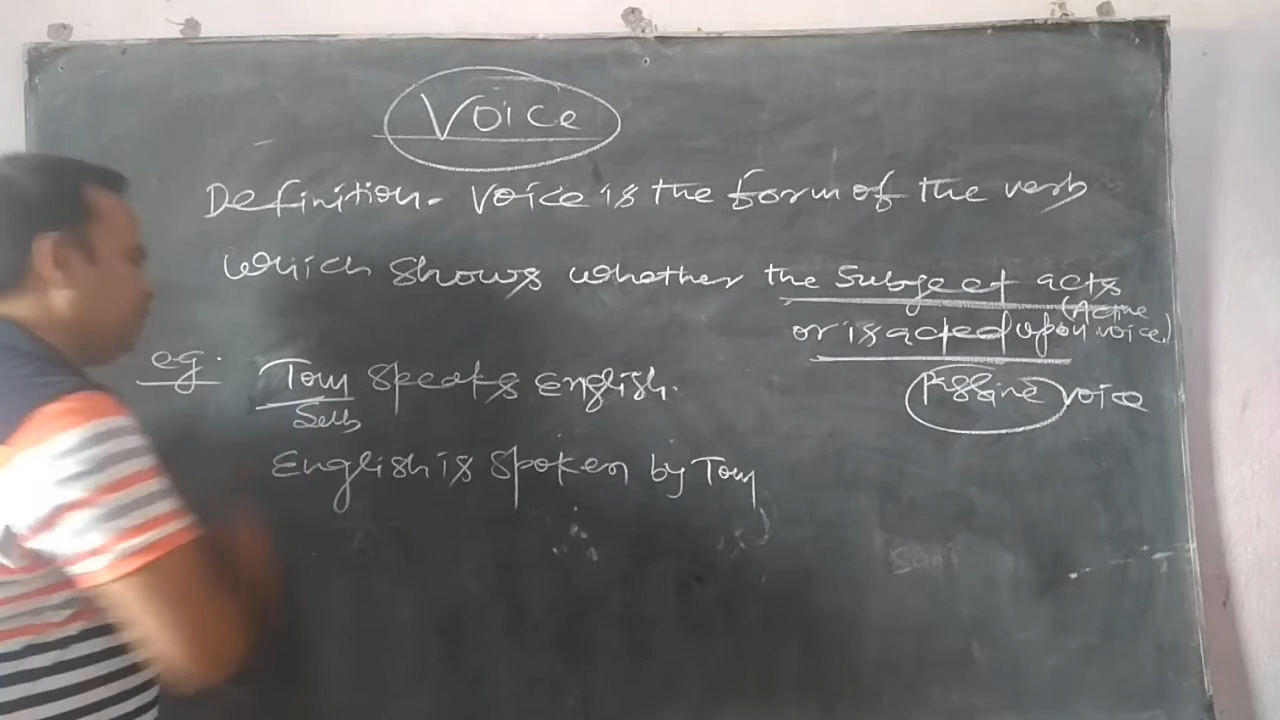 Voice
Definition. Voice is the form of the verb
which shows whether the Subject acts
(Active
or is acted upon voice)
Passive voice
eg. Tom Speaks English.
Sub
English is Spoken by Tom